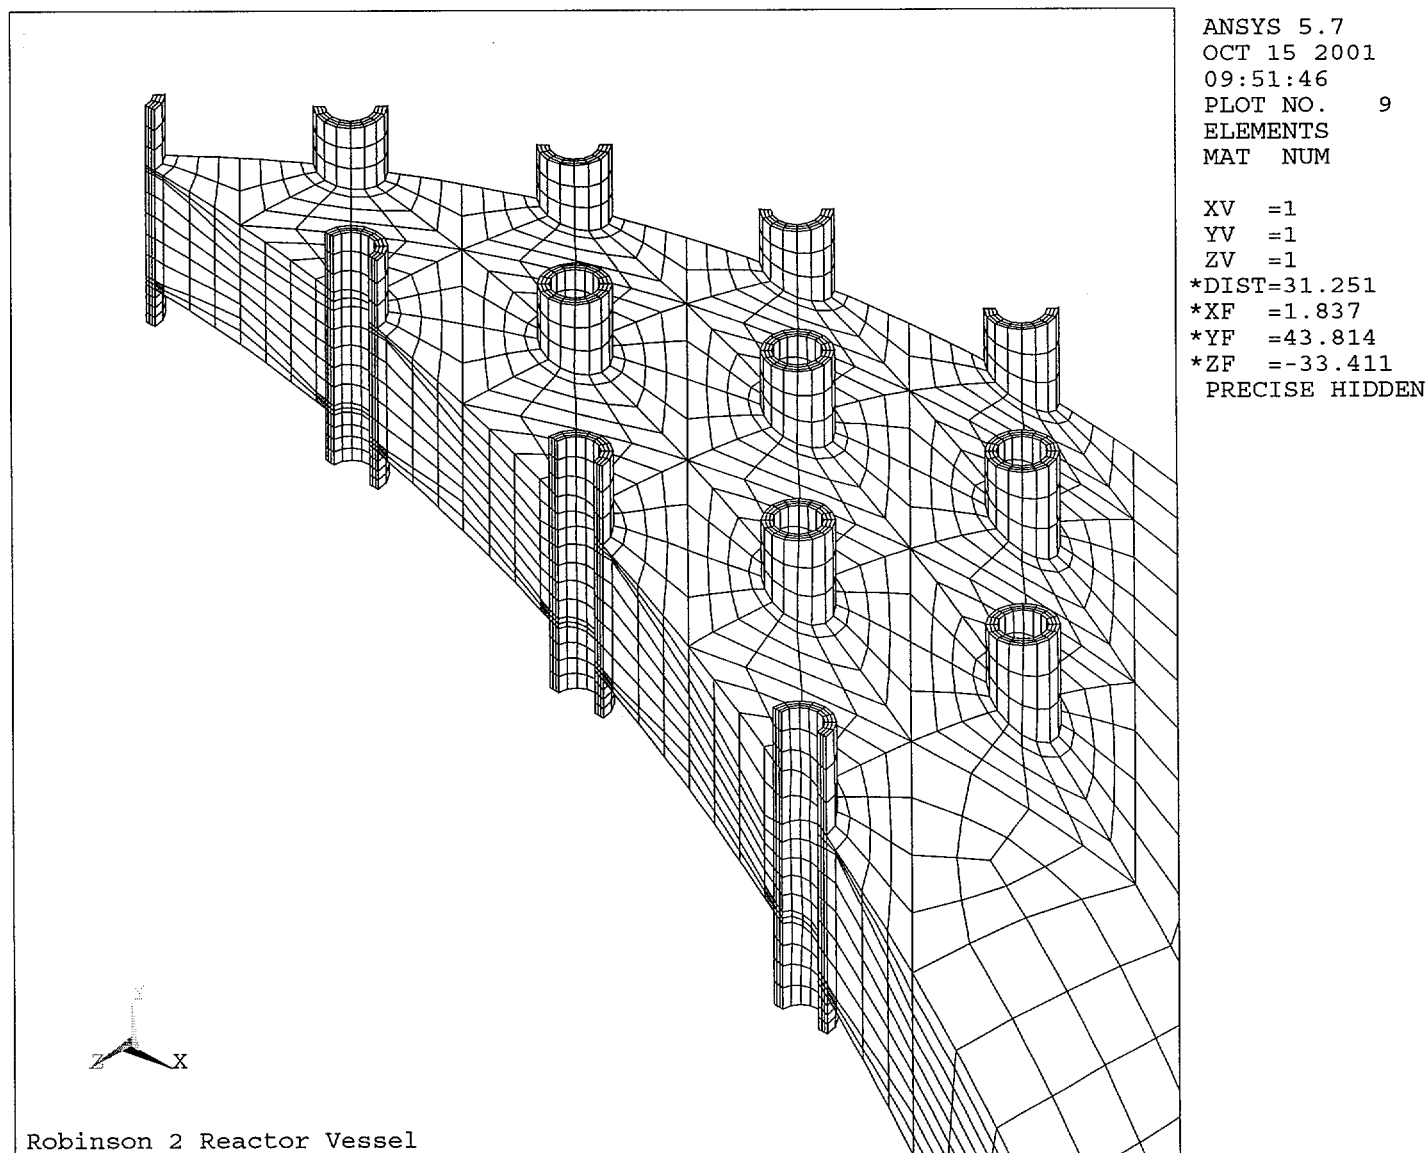 ANSYS 5.7
OCT 15 2001
09:51:46
PLOT NO. 9
ELEMENTS
MAT NUM
XV =1
YV =1
ZV =1
*DIST=31.251
*XF =1.837
*YF =43.814
*ZF =-33.411
PRECISE HIDDEN
Y
Z X
Robinson 2 Reactor Vessel